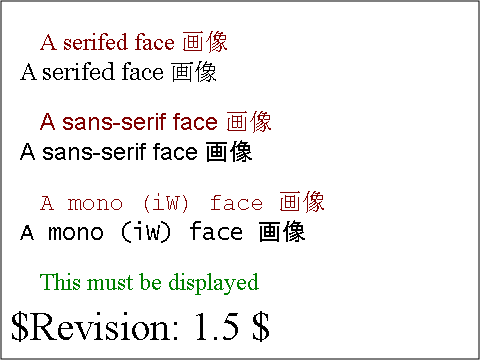 A serifed face 画像
A serifed face 画像
A sans-serif face 画像
A sans-serif face 画像
A mono (iW) face 画像
A mono (iW) face 画像
This must be displayed
$Revision: 1.5 $